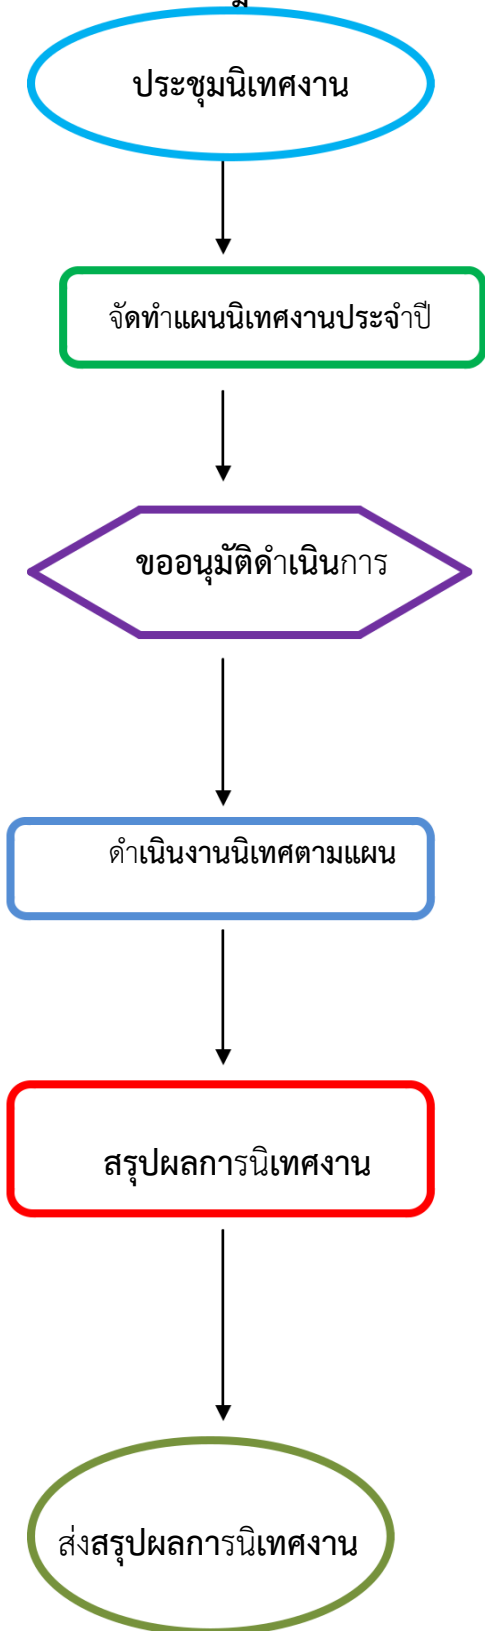 ประชุมนิเทศงาน
จัดทำแผนนิเทศงานประจำปี
ขออนุมัติดำเนินการ
ดำเนินงานนิเทศตามแผน
สรุปผลการนิเทศงาน
ส่งสรุปผลการนิเทศงาน